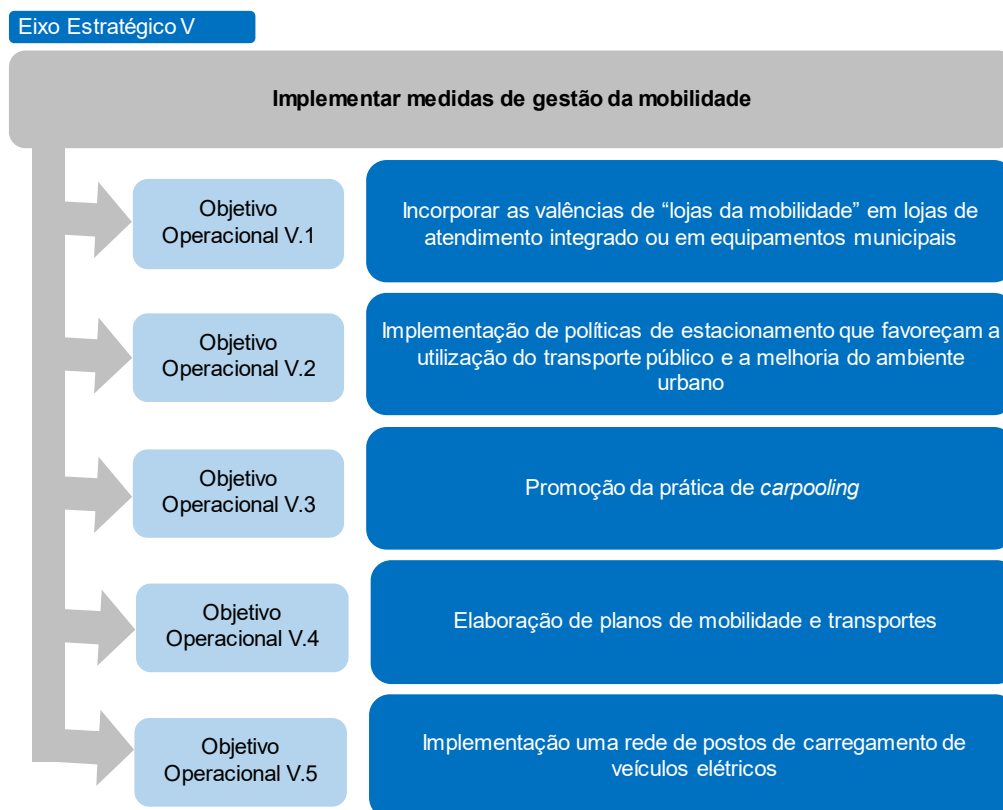 Eixo Estratégico V
Implementar medidas de gestão da mobilidade
Objetivo
Operacional V.1
Incorporar as valências de “lojas da mobilidade” em lojas de
atendimento integrado ou em equipamentos municipais
Objetivo
Operacional V.2
Implementação de políticas de estacionamento que favoreçam a
utilização do transporte público e a melhoria do ambiente
urbano
Objetivo
Operacional V.3
Promoção da prática de carpooling
Objetivo
Operacional V.4
Elaboração de planos de mobilidade e transportes
Objetivo
Operacional V.5
Implementação uma rede de postos de carregamento de
veículos elétricos